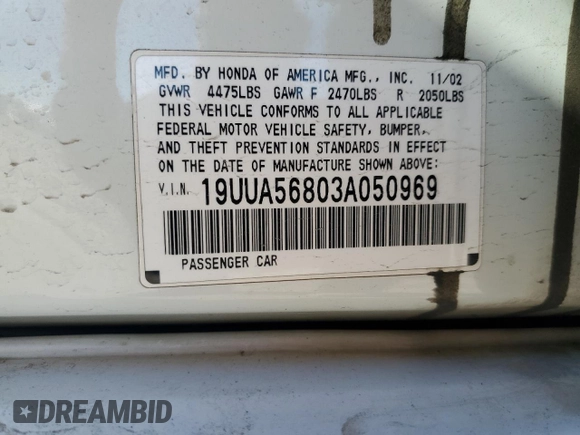 MFD. BY HONDA OF AMERICA MFG., INC. 11/02
GVWR 4475LBS GAWR F 2470LBS R 2050LBS
THIS VEHICLE CONFORMS TO ALL APPLICABLE
FEDERAL MOTOR VEHICLE SAFETY, BUMPER,
AND THEFT PREVENTION STANDARDS IN EFFECT
ON THE DATE OF MANUFACTURE SHOWN ABOVE:
V.I.N. 19UUA56803A050969
PASSENGER CAR
DREAMBID